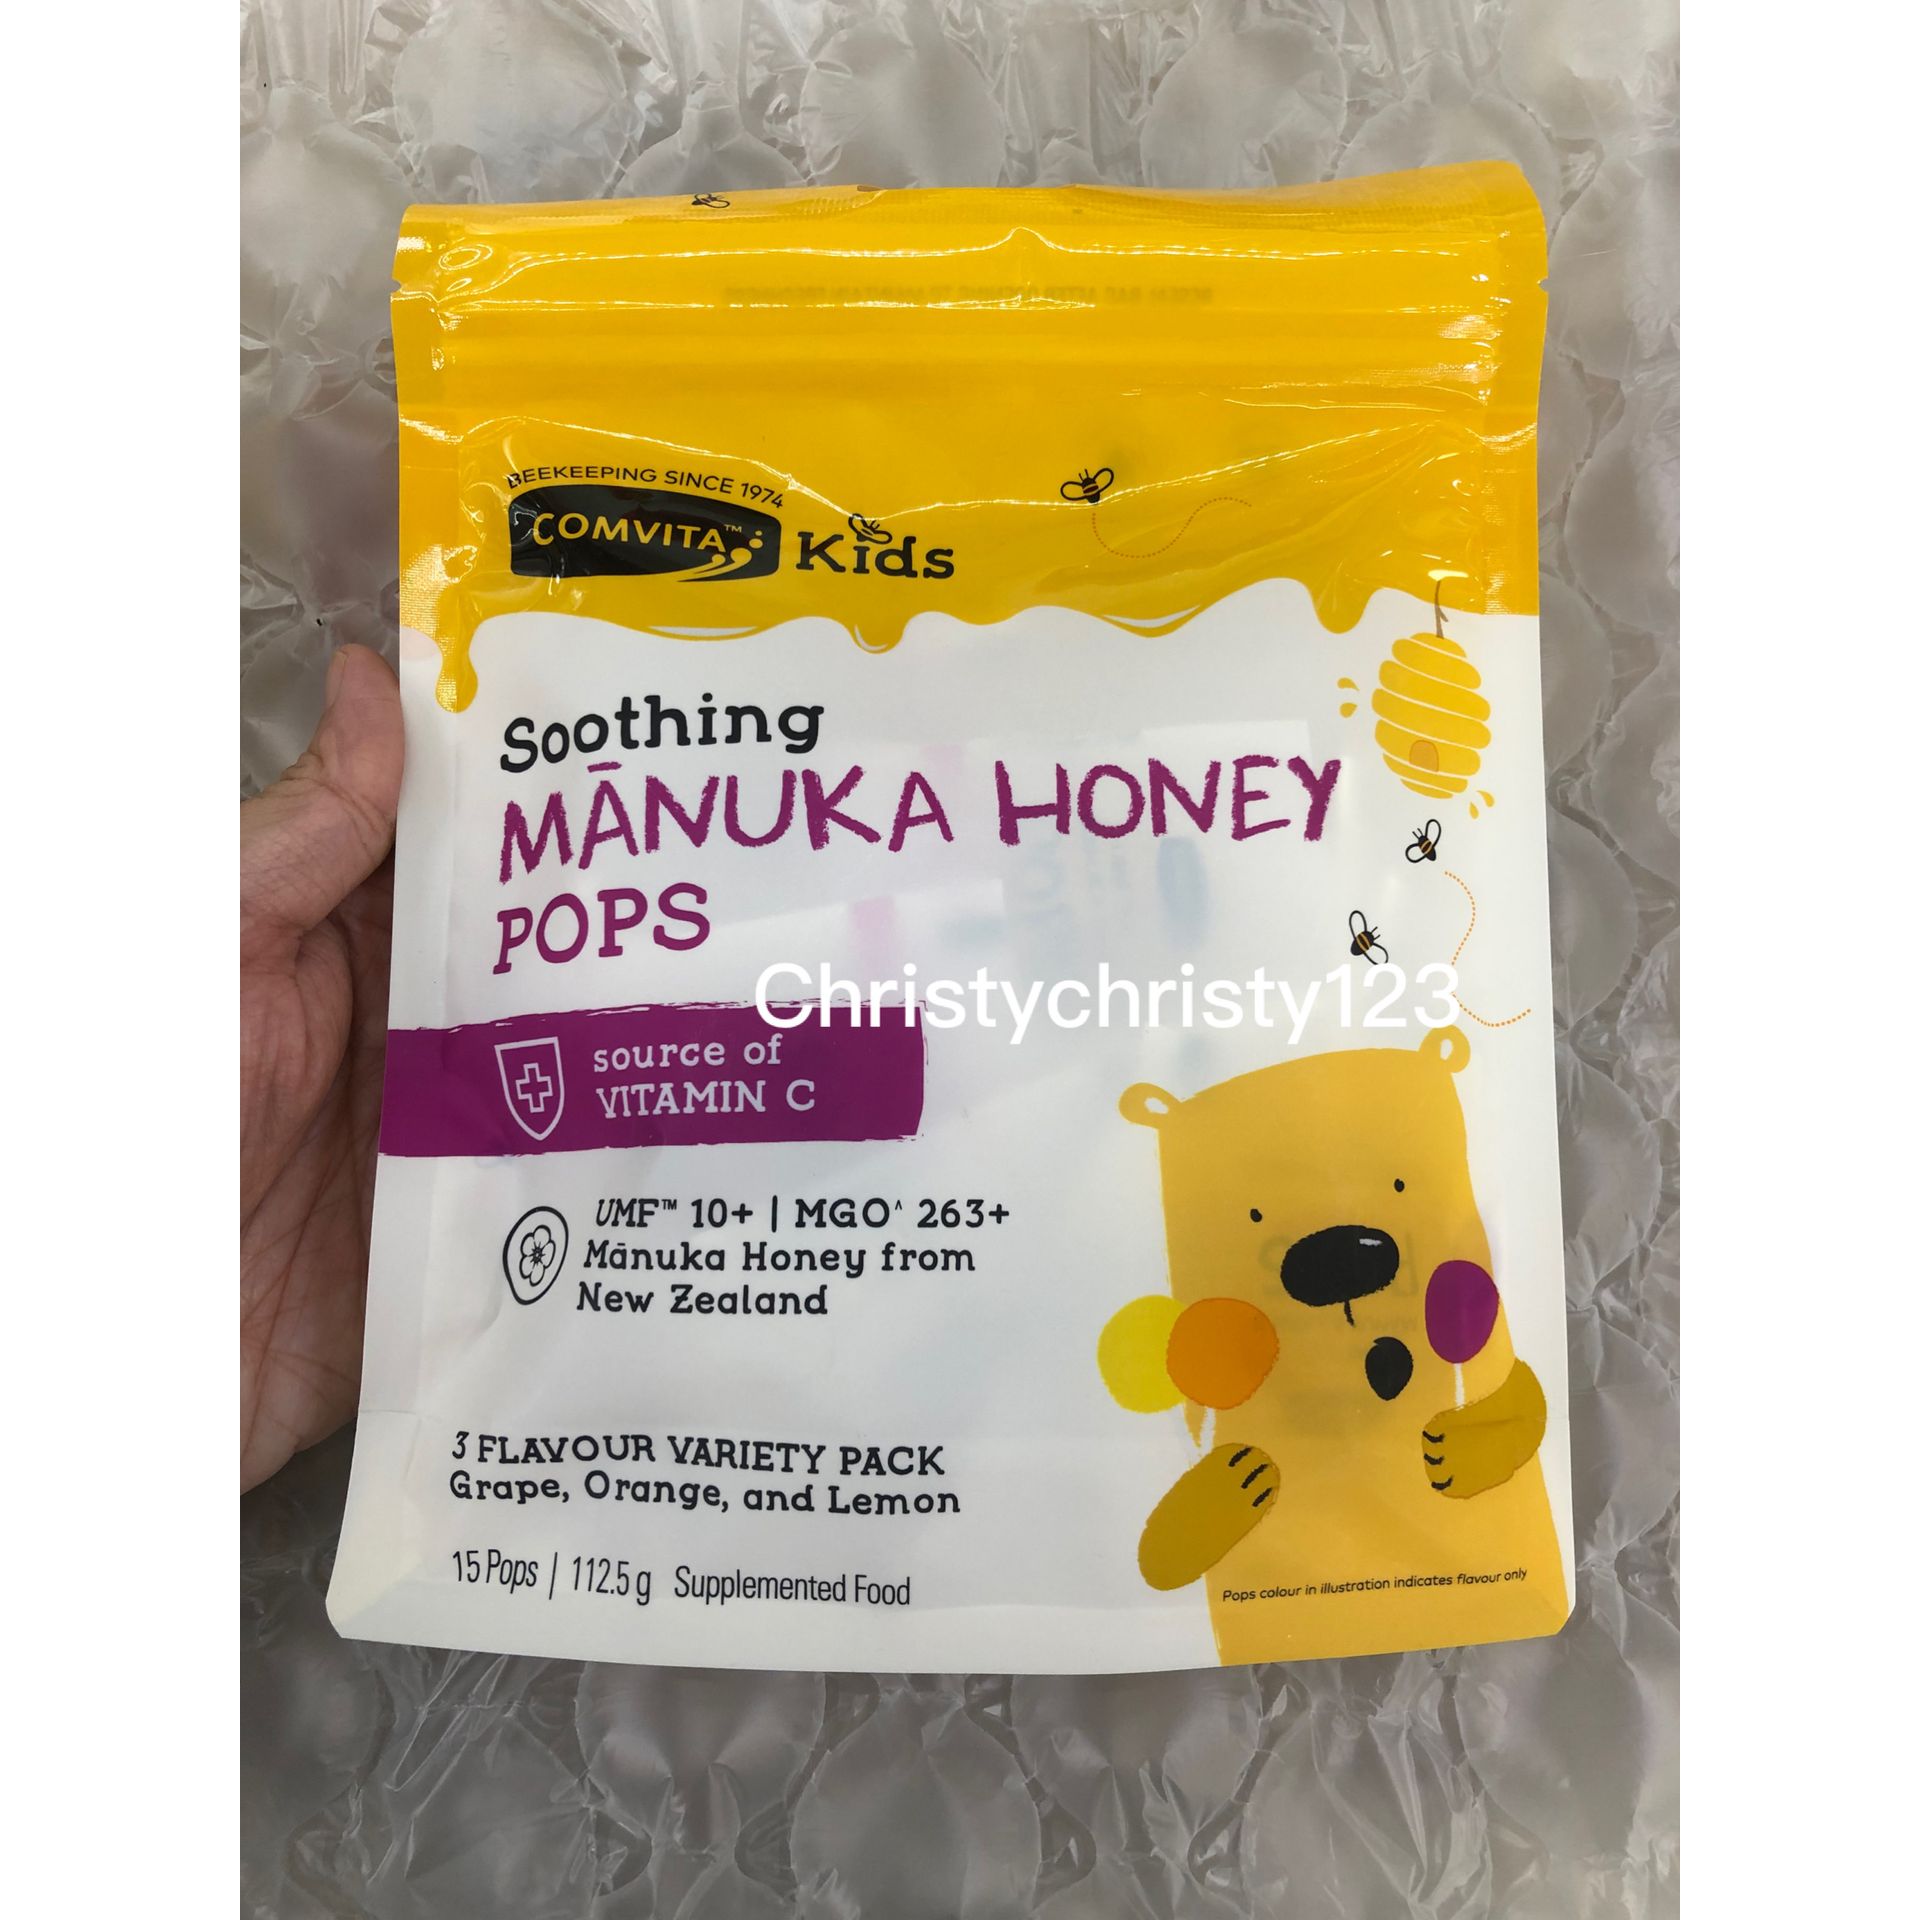 BEEKEEPING SINCE 1974
COMVITA™ Kids
Soothing
MĀNUKA HONEY
POPS
Christychristy123
source of
VITAMIN C
UMF™ 10+ | MGO^ 263+
Mānuka Honey from
New Zealand
3 FLAVOUR VARIETY PACK
Grape, Orange, and Lemon
15 Pops | 112.5 g Supplemented Food
Pops colour in illustration indicates flavour only